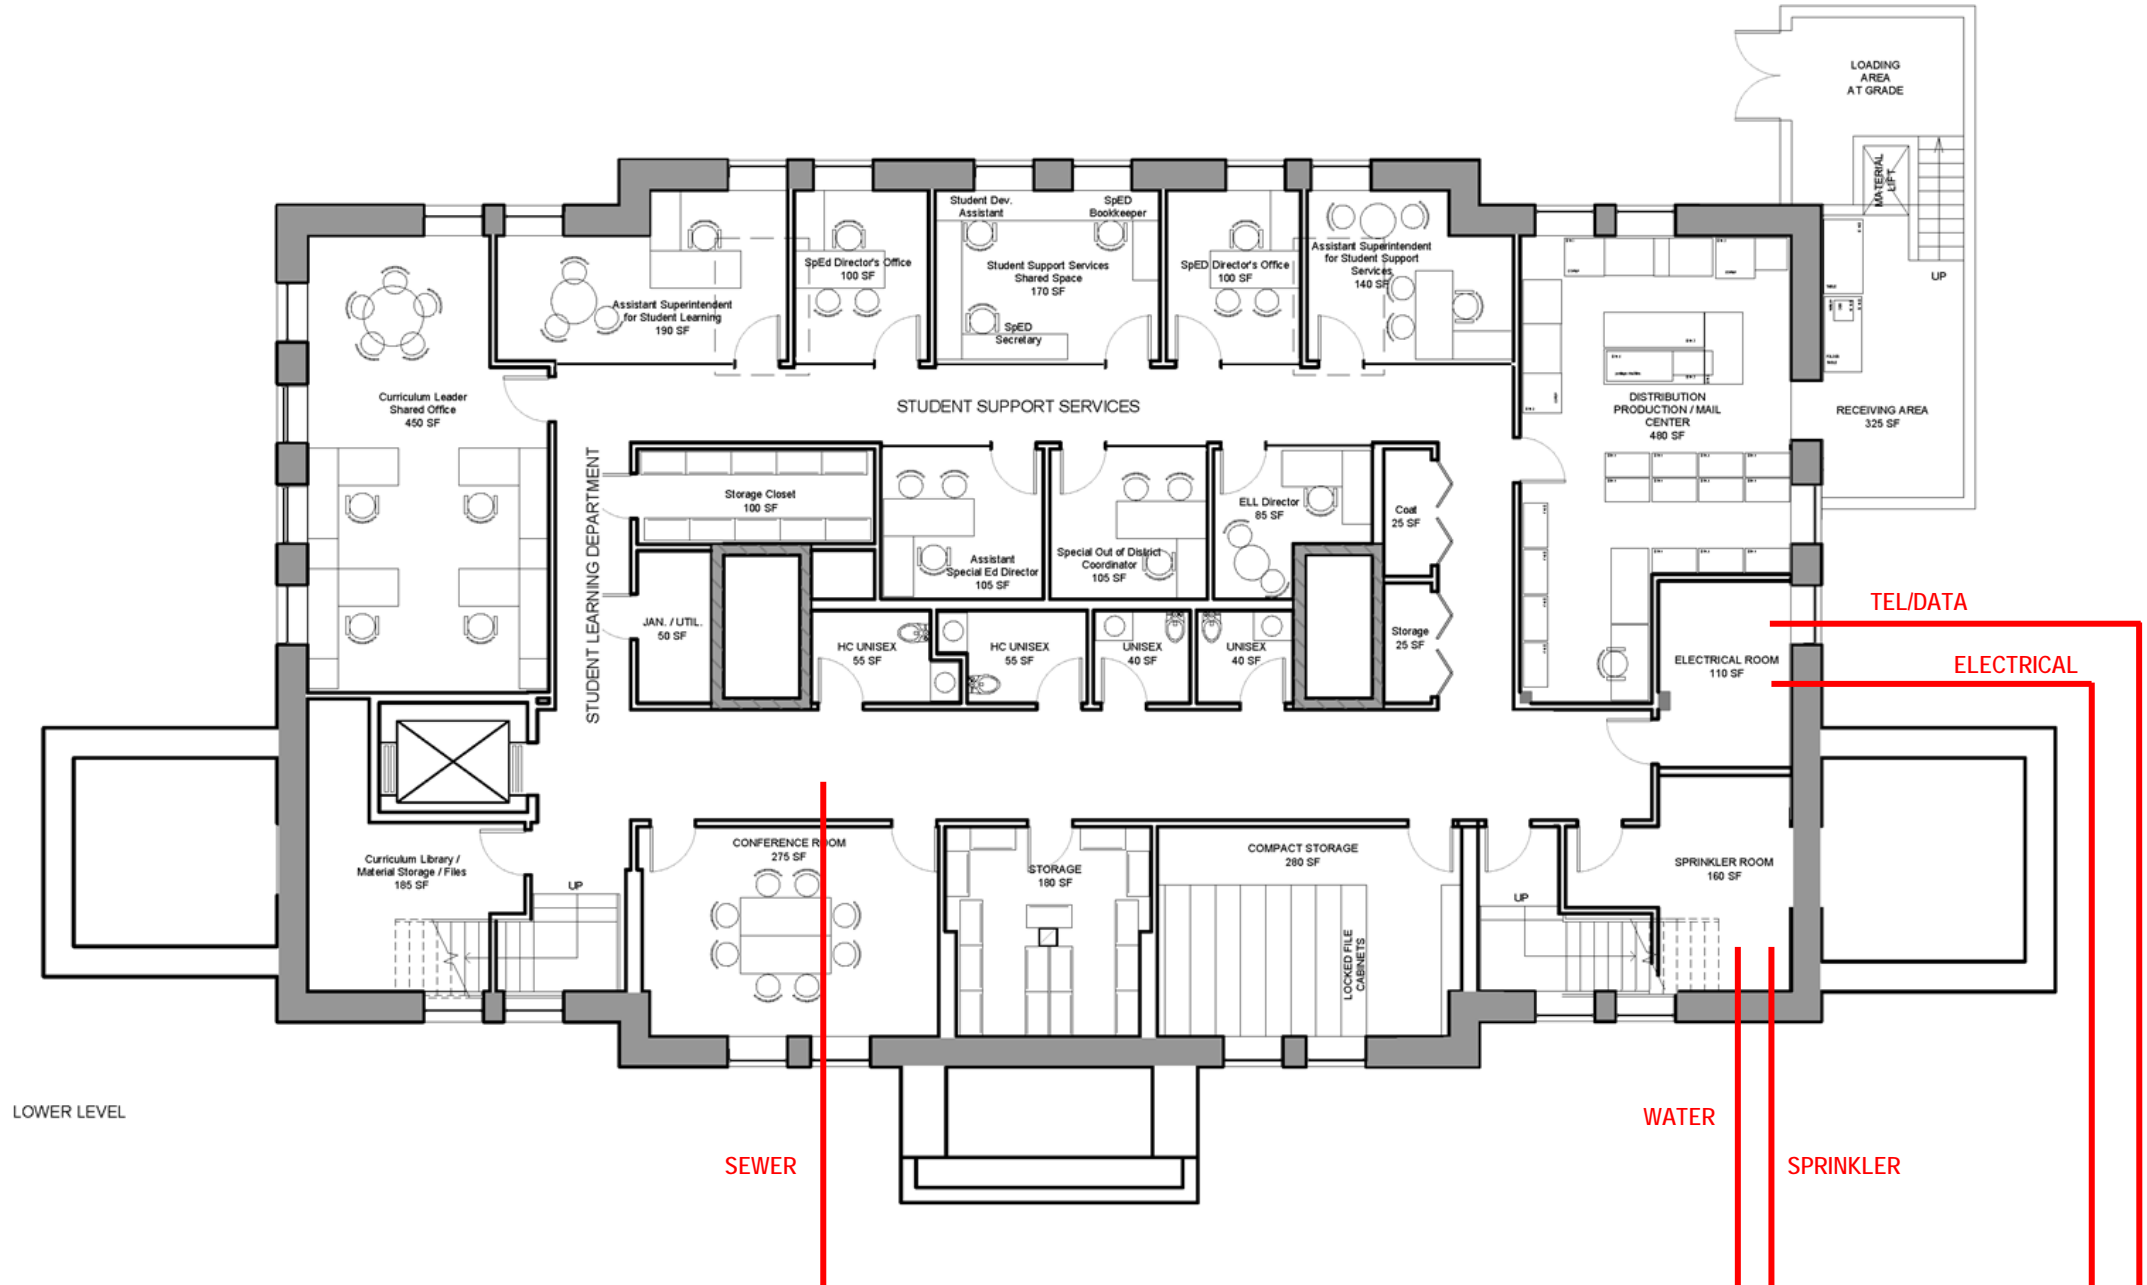 LOADING
AREA
AT GRADE
MATERIAL
LIFT
UP
Student Dev.
Assistant
SpED
Bookkeeper
Student Support Services
Shared Space
170 SF
SpED
Secretary
SpEd Director's Office
100 SF
SpED Director's Office
100 SF
Assistant Superintendent
for Student Support
Services
140 SF
Assistant Superintendent
for Student Learning
190 SF
Curriculum Leader
Shared Office
450 SF
STUDENT SUPPORT SERVICES
DISTRIBUTION
PRODUCTION / MAIL
CENTER
480 SF
RECEIVING AREA
325 SF
STUDENT LEARNING DEPARTMENT
Storage Closet
100 SF
Assistant
Special Ed Director
105 SF
Special Out of District
Coordinator
105 SF
ELL Director
85 SF
Coat
25 SF
JAN. / UTIL.
50 SF
HC UNISEX
55 SF
HC UNISEX
55 SF
UNISEX
40 SF
UNISEX
40 SF
Storage
25 SF
TEL/DATA
ELECTRICAL ROOM
110 SF
ELECTRICAL
CONFERENCE ROOM
275 SF
STORAGE
180 SF
COMPACT STORAGE
280 SF
LOCKED FILE
CABINETS
SPRINKLER ROOM
160 SF
Curriculum Library /
Material Storage / Files
185 SF
UP
UP
LOWER LEVEL
SEWER
WATER
SPRINKLER